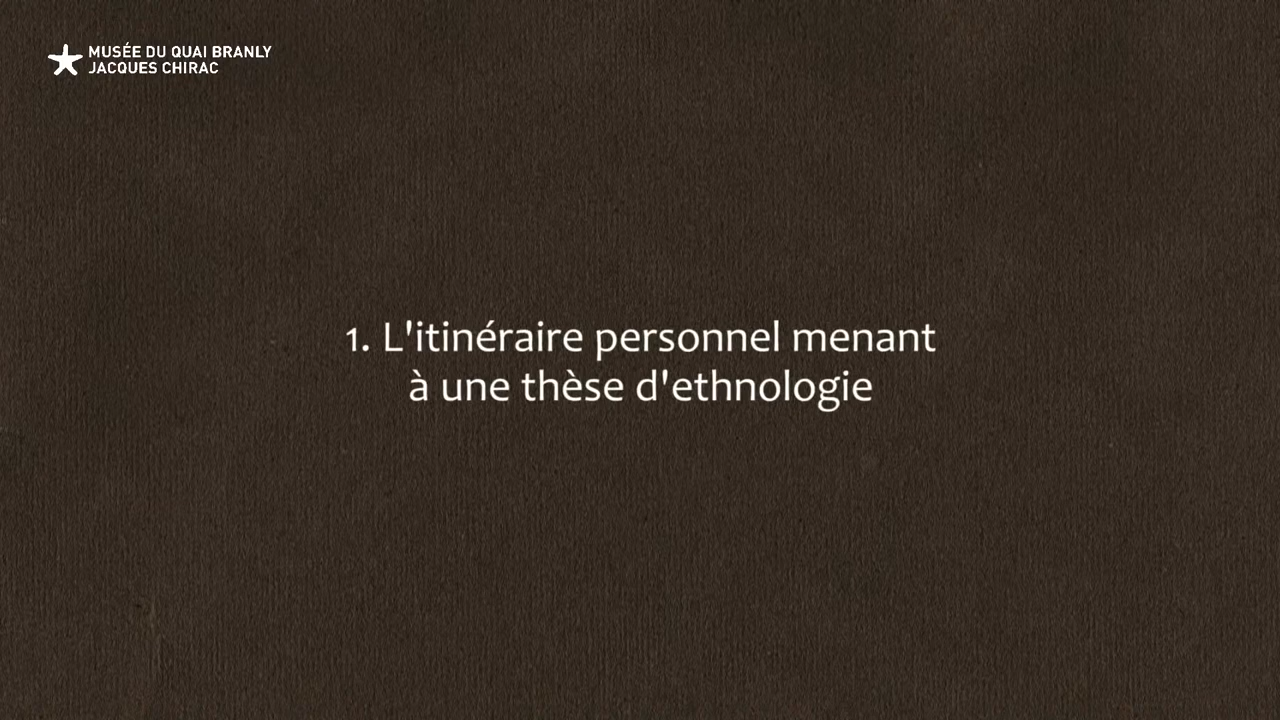 MUSÉE DU QUAI BRANLY
JACQUES CHIRAC
1. L'itinéraire personnel menant
à une thèse d'ethnologie